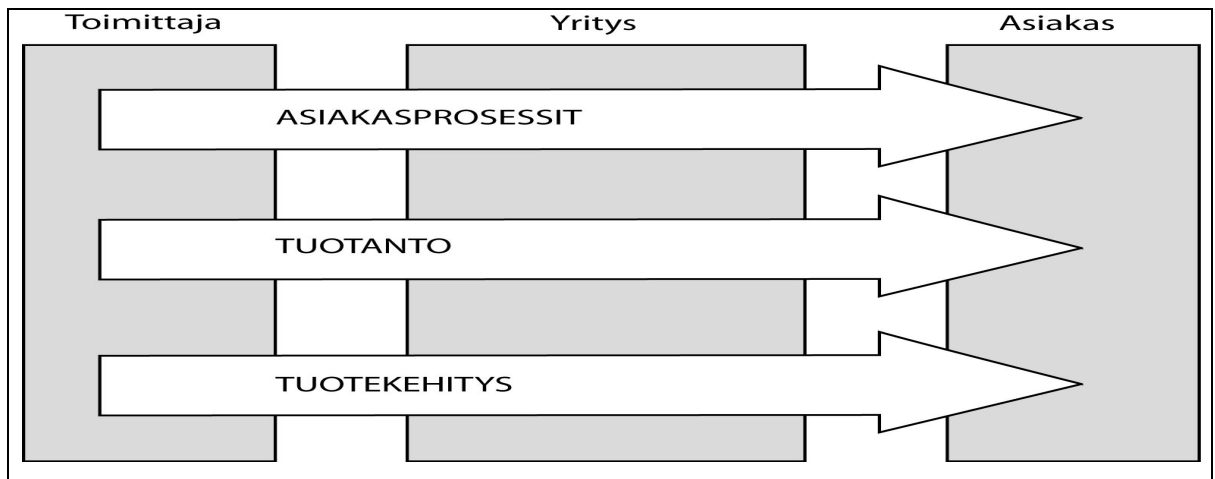 Toimittaja Yritys Asiakas
ASIAKASPROSESSIT
TUOTANTO
TUOTEKEHITYS